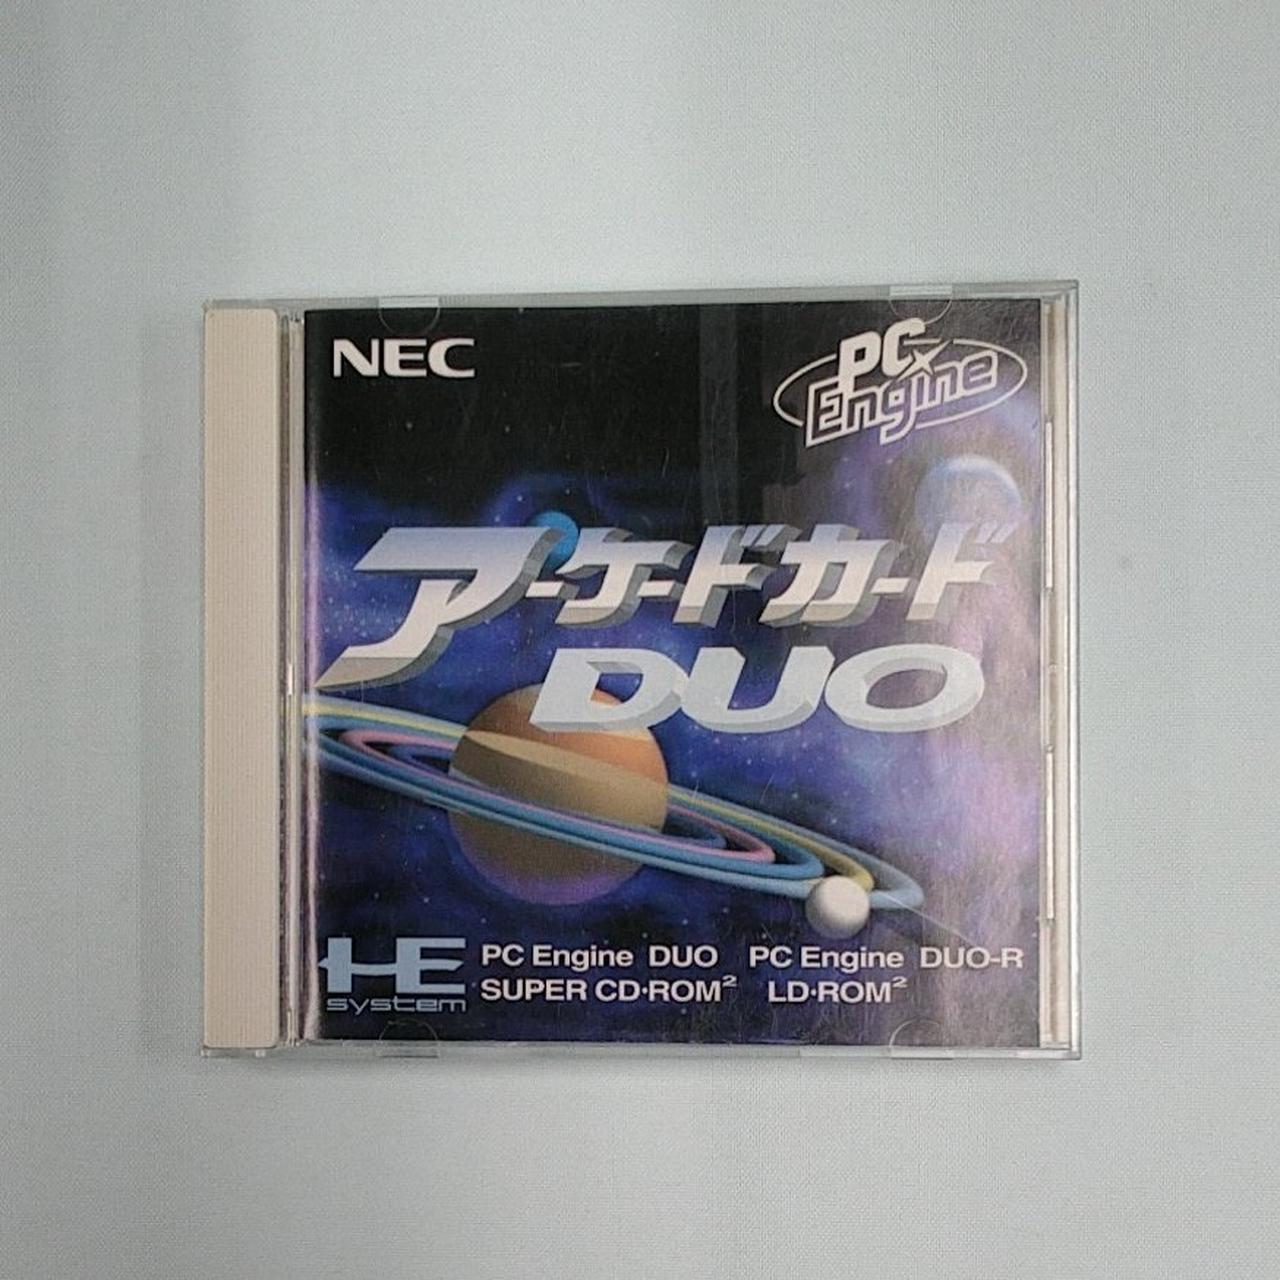 NEC
PC Engine
アーケードカード
DUO
HE system
PC Engine DUO PC Engine DUO-R
SUPER CD・ROM² LD・ROM²